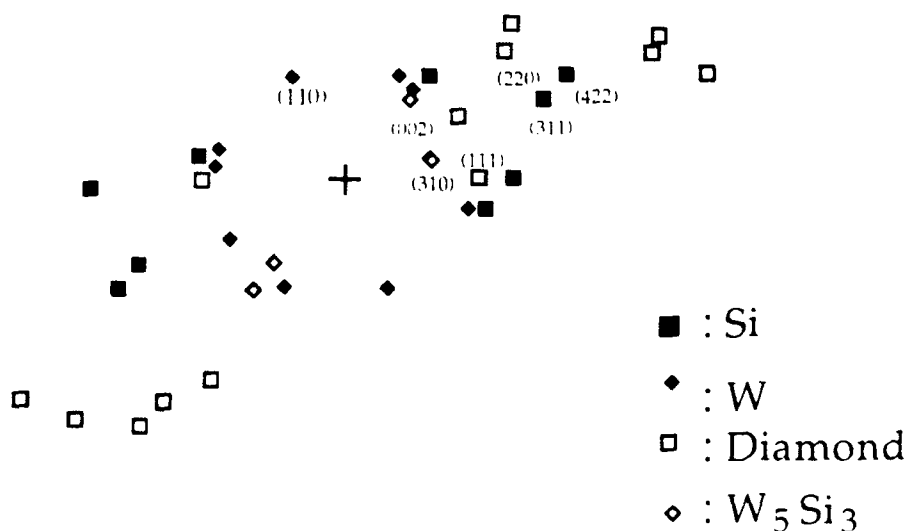 (220)
(110)
(422)
(002)
(311)
(111)
(310)
: Si
: W
: Diamond
: W5Si3